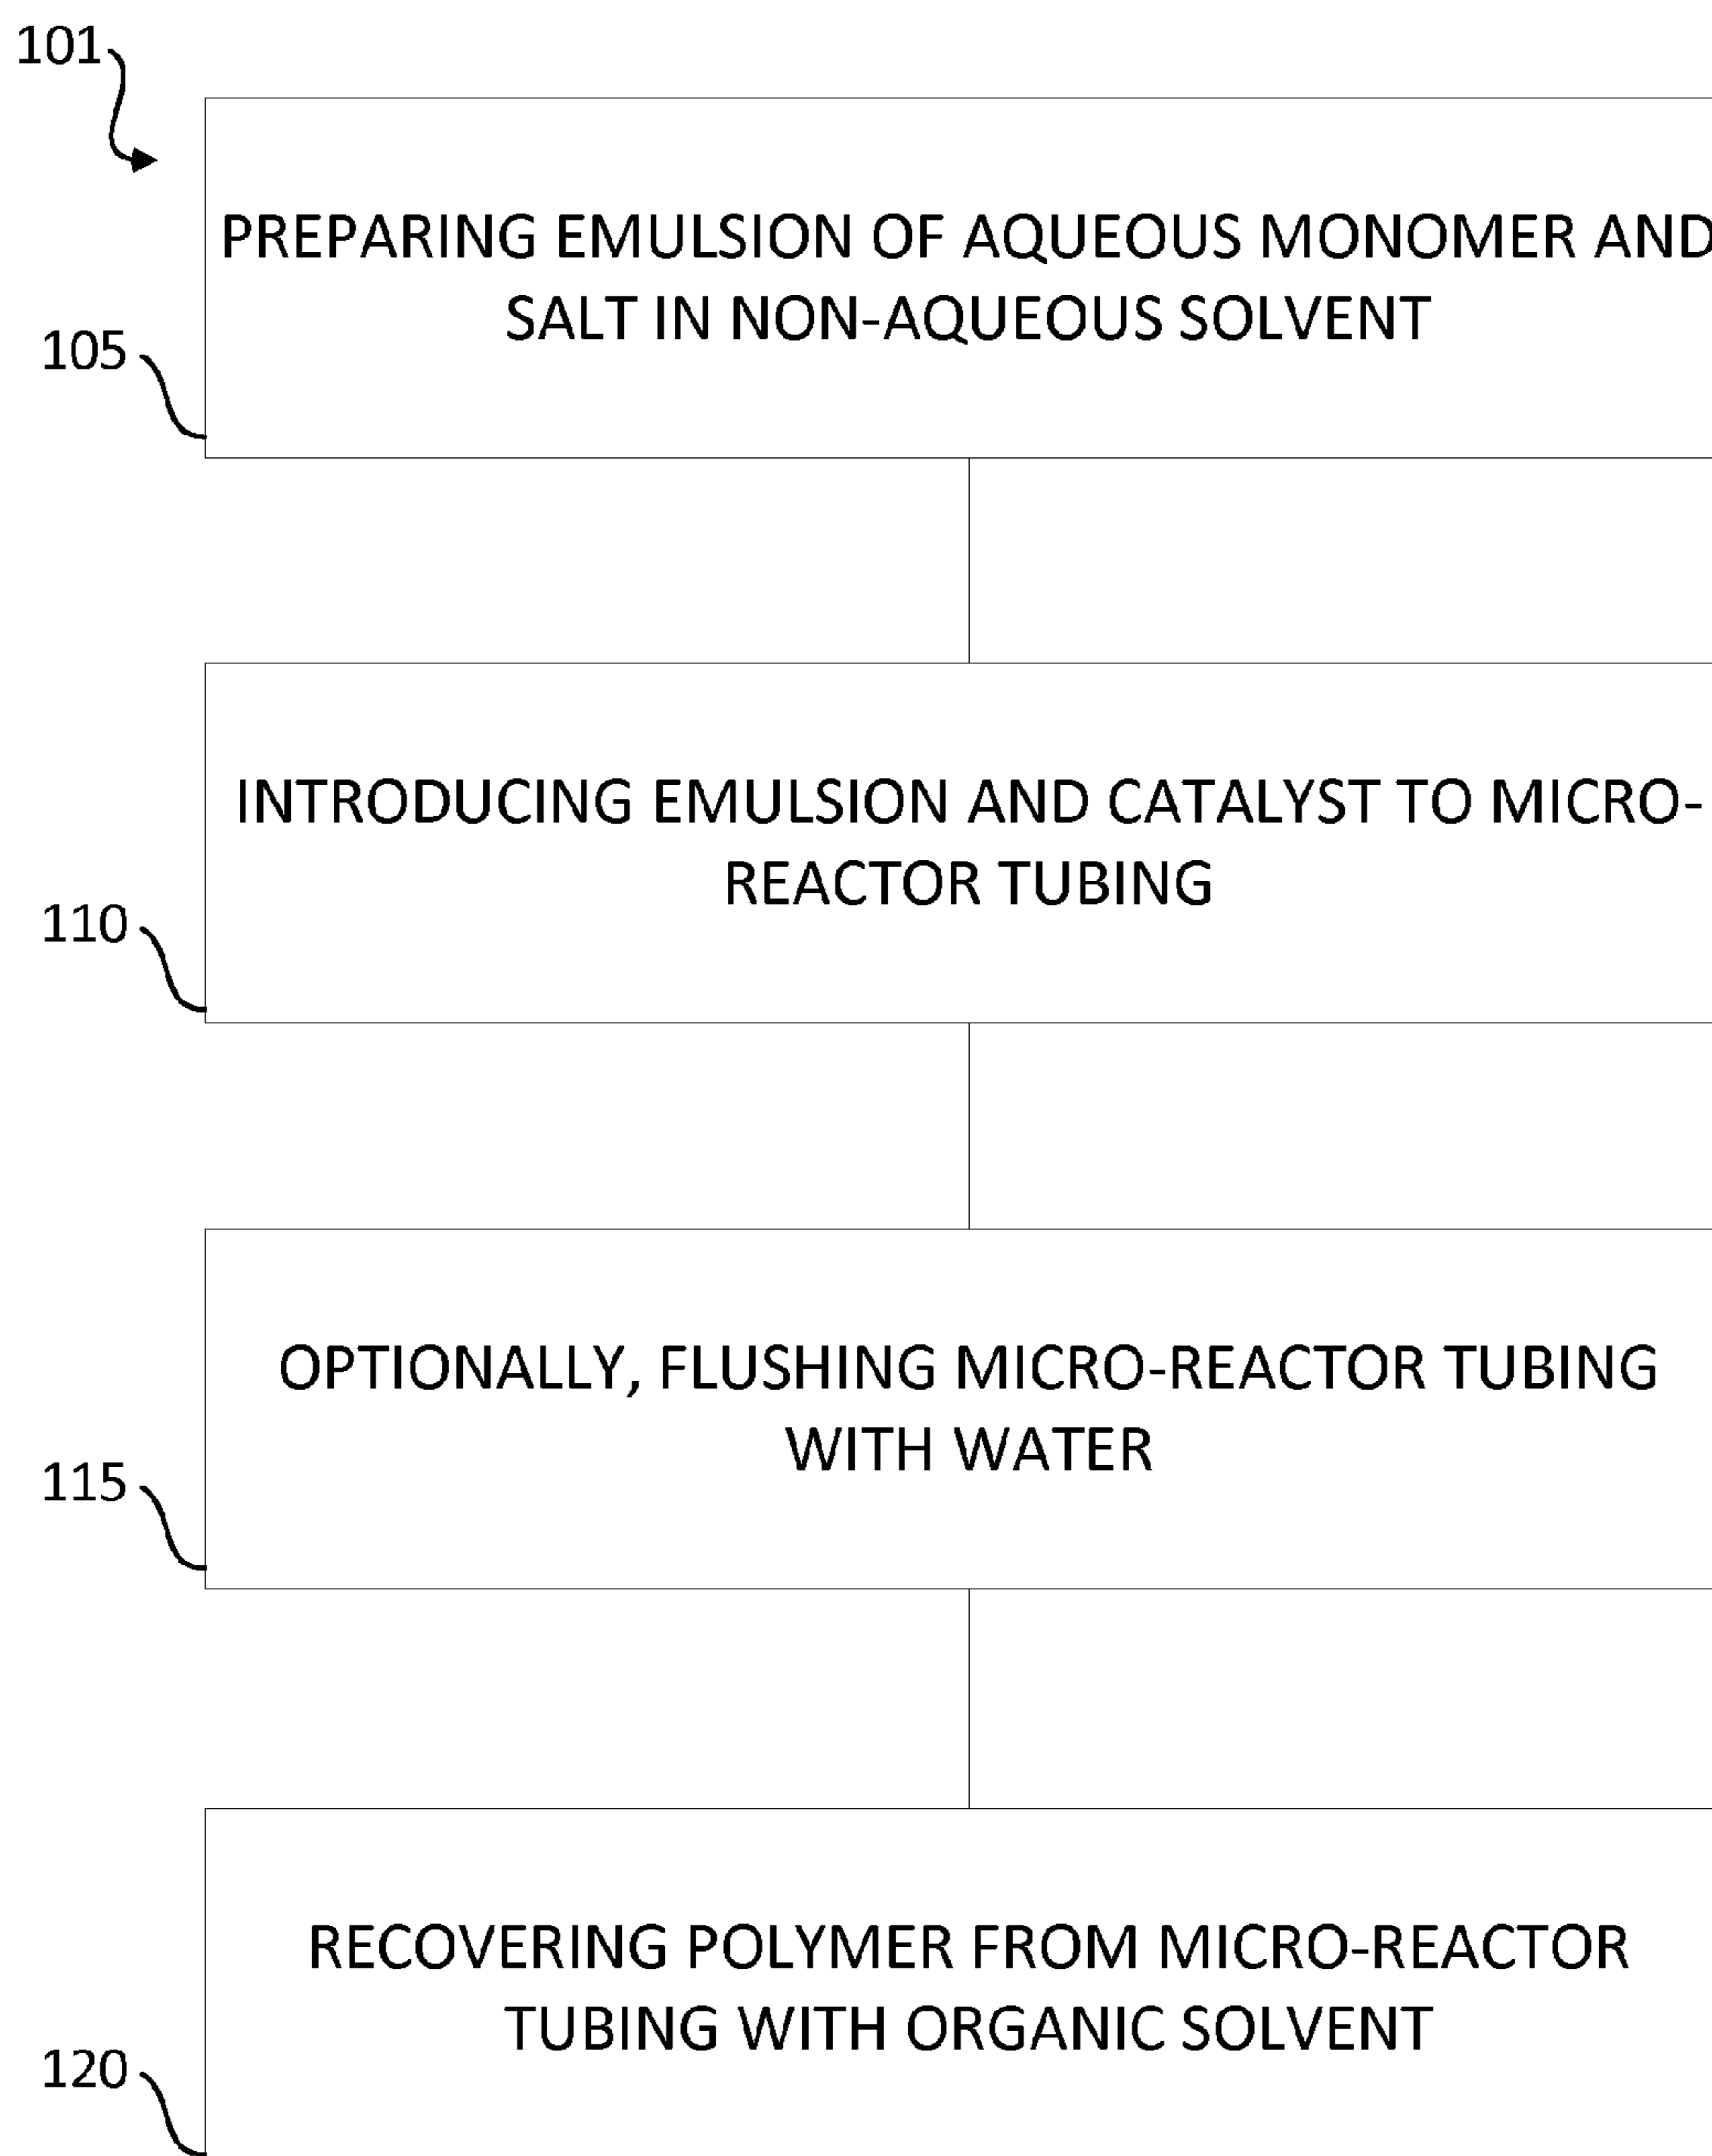 101
PREPARING EMULSION OF AQUEOUS MONOMER AND
SALT IN NON-AQUEOUS SOLVENT
105
INTRODUCING EMULSION AND CATALYST TO MICRO-
REACTOR TUBING
110
OPTIONALLY, FLUSHING MICRO-REACTOR TUBING
WITH WATER
115
RECOVERING POLYMER FROM MICRO-REACTOR
TUBING WITH ORGANIC SOLVENT
120